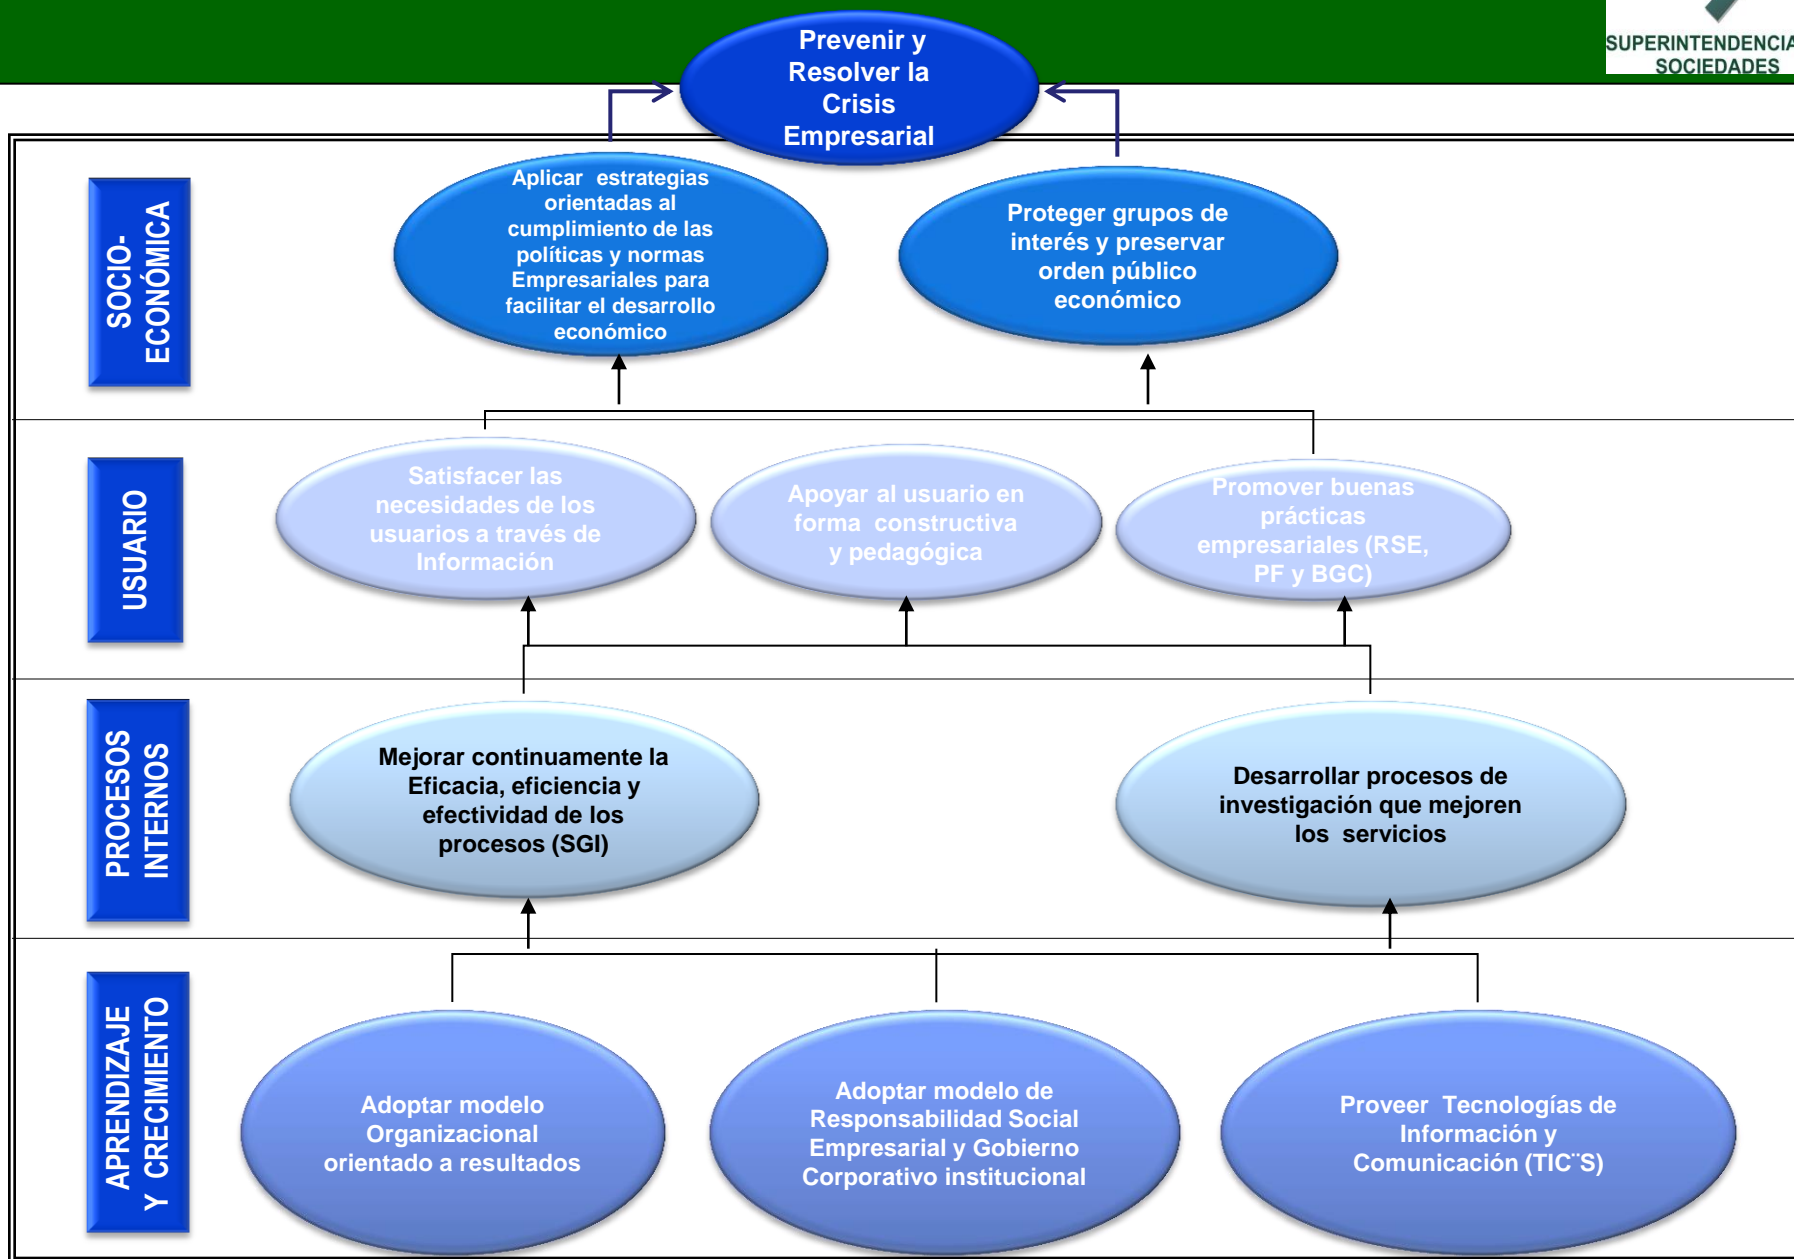 SUPERINTENDENCIA
SOCIEDADES
Prevenir y
Resolver la
Crisis
Empresarial
SOCIO-
ECONÓMICA
Aplicar estrategias
orientadas al
cumplimiento de las
políticas y normas
Empresariales para
facilitar el desarrollo
económico
Proteger grupos de
interés y preservar
orden público
económico
USUARIO
Satisfacer las
necesidades de los
usuarios a través de
Información
Apoyar al usuario en
forma constructiva
y pedagógica
Promover buenas
prácticas
empresariales (RSE,
PF y BGC)
PROCESOS
INTERNOS
Mejorar continuamente la
Eficacia, eficiencia y
efectividad de los
procesos (SGI)
Desarrollar procesos de
investigación que mejoren
los servicios
APRENDIZAJE
Y CRECIMIENTO
Adoptar modelo
Organizacional
orientado a resultados
Adoptar modelo de
Responsabilidad Social
Empresarial y Gobierno
Corporativo institucional
Proveer Tecnologías de
Información y
Comunicación (TIC¨S)